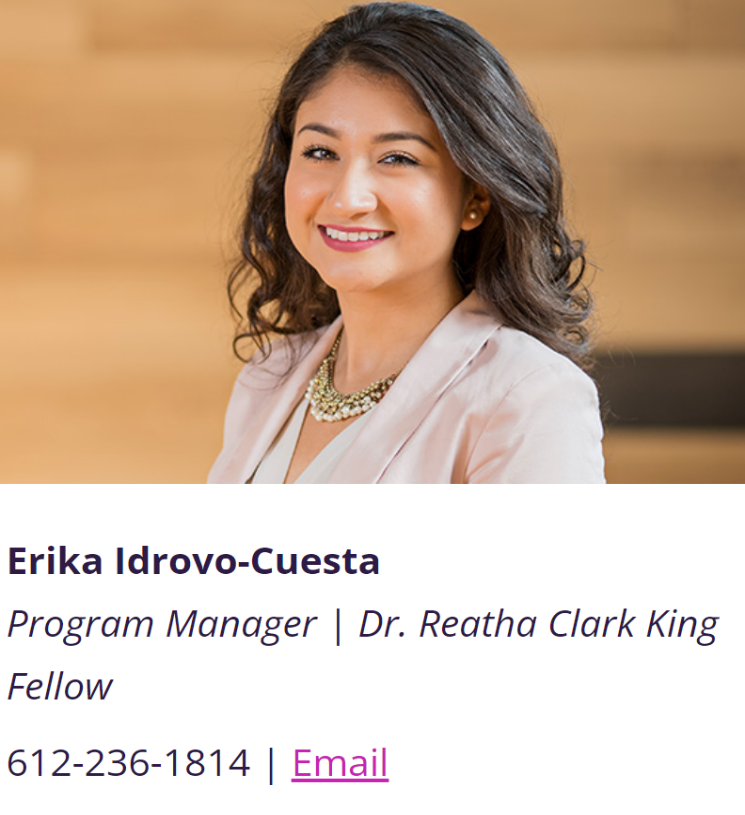 Erika Idrovo-Cuesta
Program Manager | Dr. Reatha Clark King
Fellow
612-236-1814 | Email